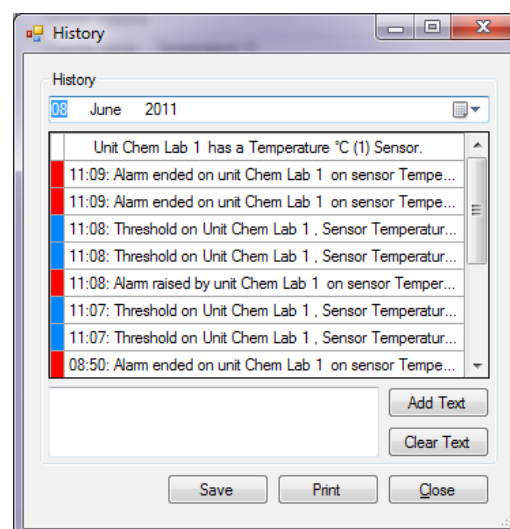 History
History
08 June 2011
Unit Chem Lab 1 has a Temperature °C (1) Sensor.
11:09: Alarm ended on unit Chem Lab 1 on sensor Tempe...
11:09: Alarm ended on unit Chem Lab 1 on sensor Tempe...
11:08: Threshold on Unit Chem Lab 1 , Sensor Temperatur...
11:08: Threshold on Unit Chem Lab 1 , Sensor Temperatur...
11:08: Alarm raised by unit Chem Lab 1 on sensor Temper...
11:07: Threshold on Unit Chem Lab 1 , Sensor Temperatur...
11:07: Threshold on Unit Chem Lab 1 , Sensor Temperatur...
08:50: Alarm ended on unit Chem Lab 1 on sensor Tempe...
Add Text
Clear Text
Save Print Close